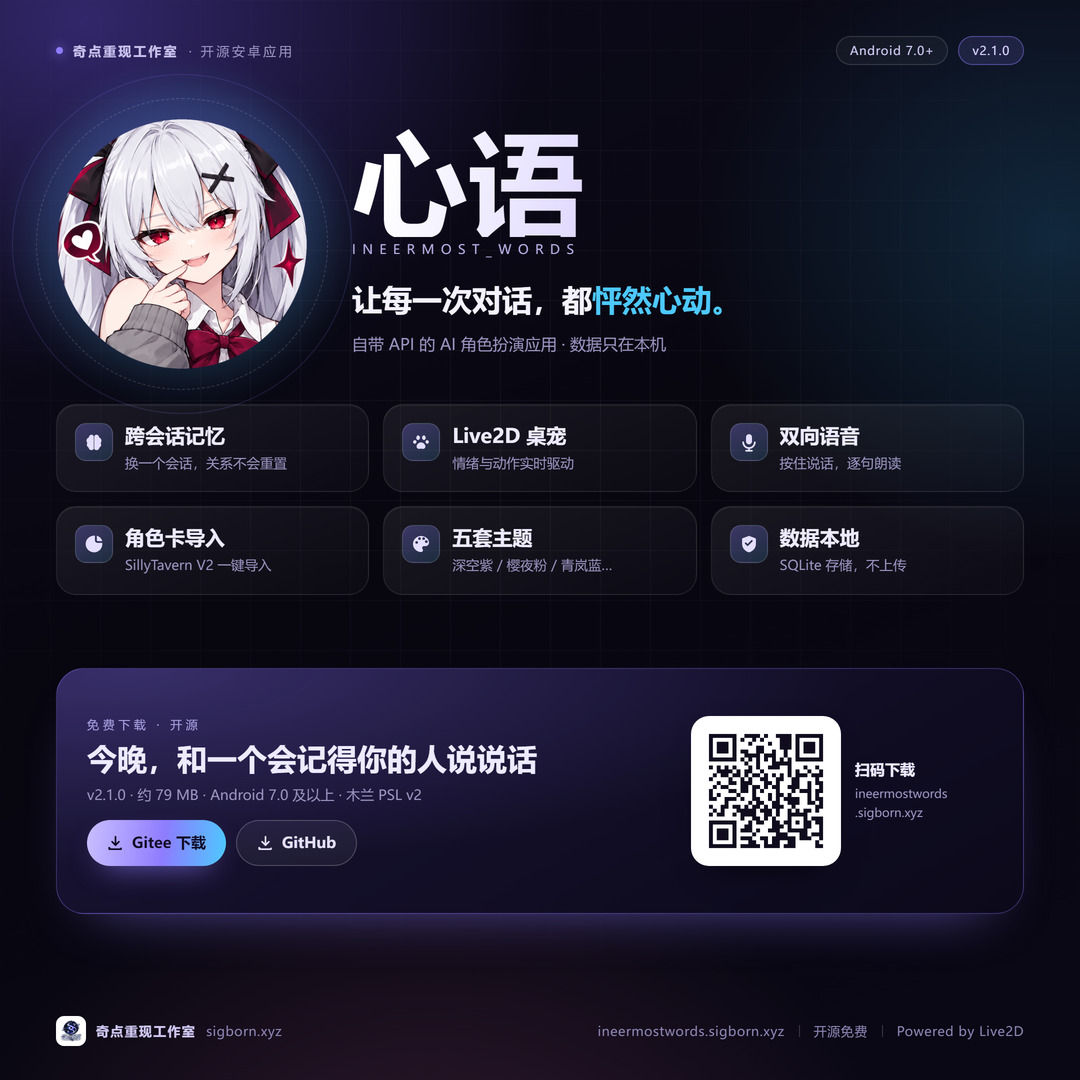 奇点重现工作室 · 开源安卓应用
Android 7.0+
v2.1.0
心语
INEERMOST_WORDS
让每一次对话，都怦然心动。
自带 API 的 AI 角色扮演应用 · 数据只在本机
跨会话记忆
换一个会话，关系不会重置
Live2D 桌宠
情绪与动作实时驱动
双向语音
按住说话，逐句朗读
角色卡导入
SillyTavern V2 一键导入
五套主题
深空紫 / 樱夜粉 / 青岚蓝...
数据本地
SQLite 存储，不上传
免费下载 · 开源
今晚，和一个会记得你的人说说话
v2.1.0 · 约 79 MB · Android 7.0 及以上 · 木兰 PSL v2
Gitee 下载
GitHub
扫码下载
ineermostwords
.sigborn.xyz
奇点重现工作室 sigborn.xyz
ineermostwords.sigborn.xyz | 开源免费 | Powered by Live2D